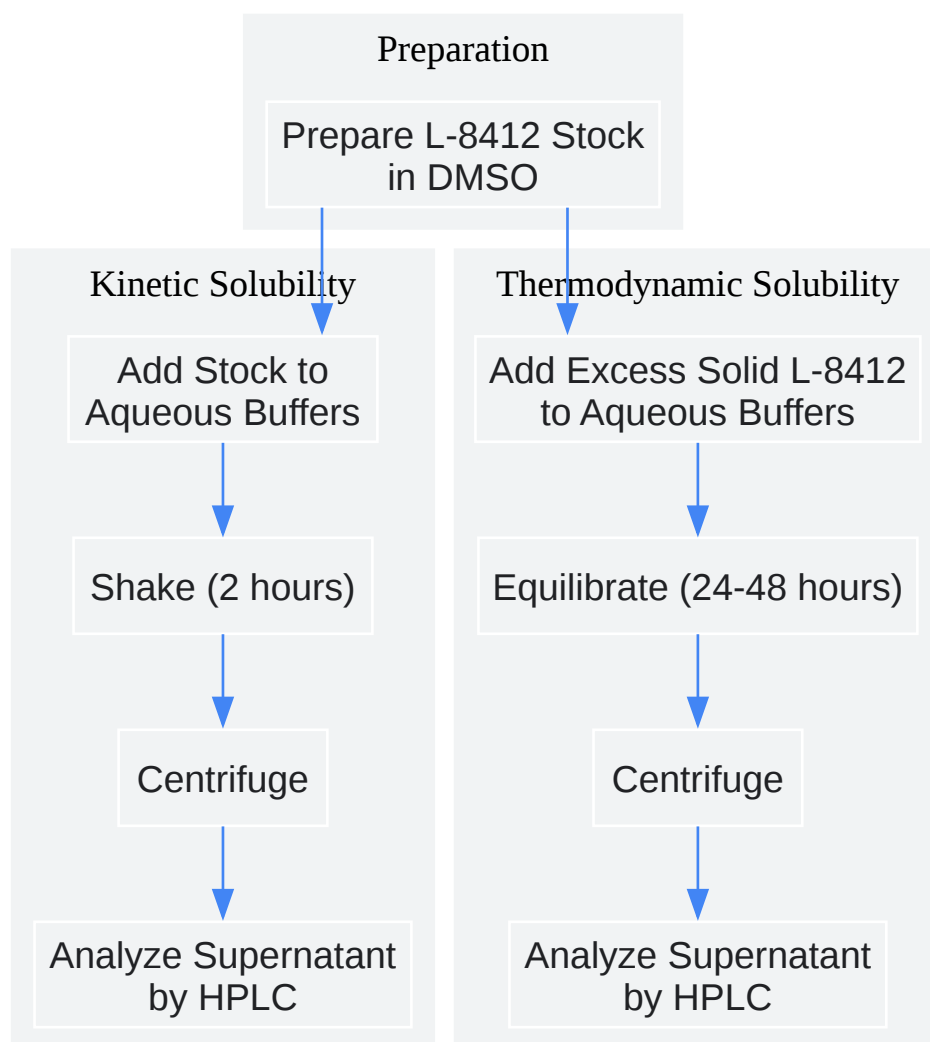 Preparation
Prepare L-8412 Stock
in DMSO
Kinetic Solubility
Add Stock to
Aqueous Buffers
Shake (2 hours)
Centrifuge
Analyze Supernatant
by HPLC
Thermodynamic Solubility
Add Excess Solid L-8412
to Aqueous Buffers
Equilibrate (24-48 hours)
Centrifuge
Analyze Supernatant
by HPLC